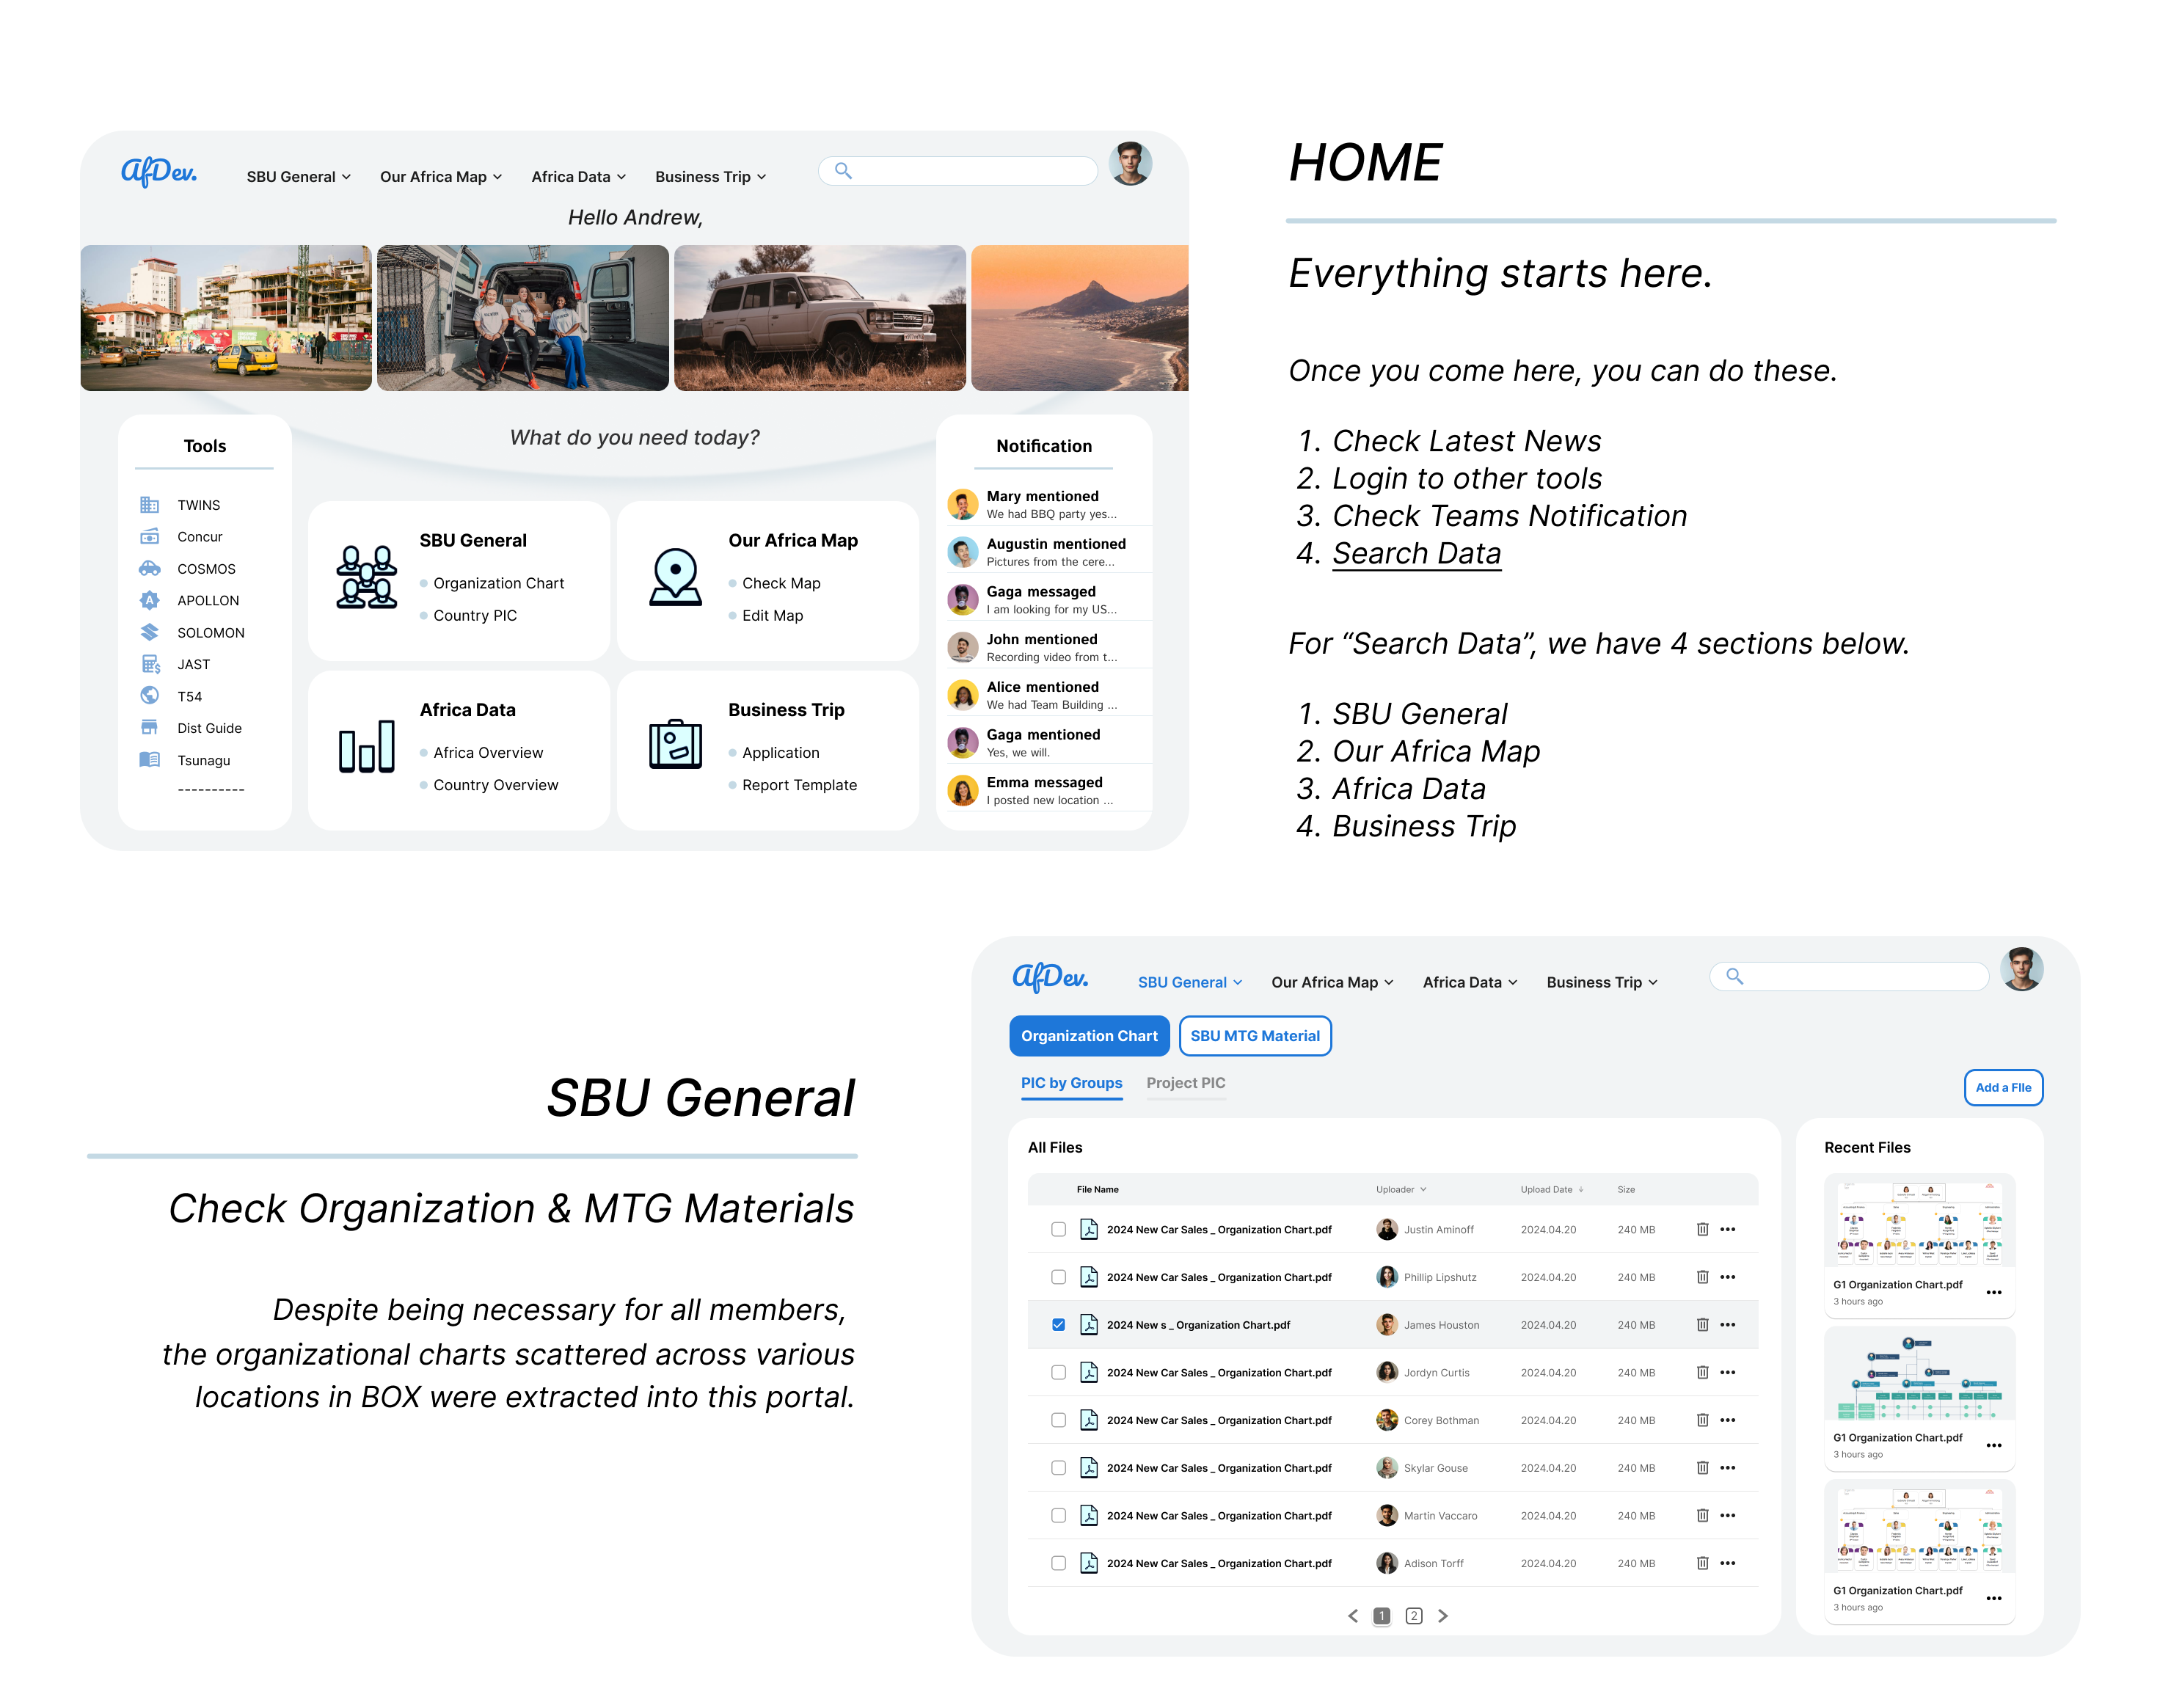 AfDev.
SBU General
Our Africa Map
Africa Data
Business Trip
Hello Andrew,
What do you need today?
Tools
TWINS
Concur
COSMOS
APOLLON
SOLOMON
JAST
T54
Dist Guide
Tsunagu
----------
SBU General
Organization Chart
Country PIC
Our Africa Map
Check Map
Edit Map
Africa Data
Africa Overview
Country Overview
Business Trip
Application
Report Template
Notification
Mary mentioned
We had BBQ party yes...
Augustin mentioned
Pictures from the cere...
Gaga messaged
I am looking for my US...
John mentioned
Recording video from t...
Alice mentioned
We had Team Building ...
Gaga mentioned
Yes, we will.
Emma messaged
I posted new location ...
HOME
Everything starts here.
Once you come here, you can do these.
1. Check Latest News
2. Login to other tools
3. Check Teams Notification
4. Search Data
For “Search Data”, we have 4 sections below.
1. SBU General
2. Our Africa Map
3. Africa Data
4. Business Trip
SBU General
Check Organization & MTG Materials
Despite being necessary for all members,
the organizational charts scattered across various
locations in BOX were extracted into this portal.
AfDev.
SBU General
Our Africa Map
Africa Data
Business Trip
Organization Chart
SBU MTG Material
PIC by Groups
Project PIC
Add a FIle
All Files
File Name Uploader Upload Date Size
2024 New Car Sales _ Organization Chart.pdf Justin Aminoff 2024.04.20 240 MB
2024 New Car Sales _ Organization Chart.pdf Phillip Lipshutz 2024.04.20 240 MB
2024 New s _ Organization Chart.pdf James Houston 2024.04.20 240 MB
2024 New Car Sales _ Organization Chart.pdf Jordyn Curtis 2024.04.20 240 MB
2024 New Car Sales _ Organization Chart.pdf Corey Bothman 2024.04.20 240 MB
2024 New Car Sales _ Organization Chart.pdf Skylar Gouse 2024.04.20 240 MB
2024 New Car Sales _ Organization Chart.pdf Martin Vaccaro 2024.04.20 240 MB
2024 New Car Sales _ Organization Chart.pdf Adison Torff 2024.04.20 240 MB
1 2
Recent Files
G1 Organization Chart.pdf
3 hours ago
G1 Organization Chart.pdf
3 hours ago
G1 Organization Chart.pdf
3 hours ago